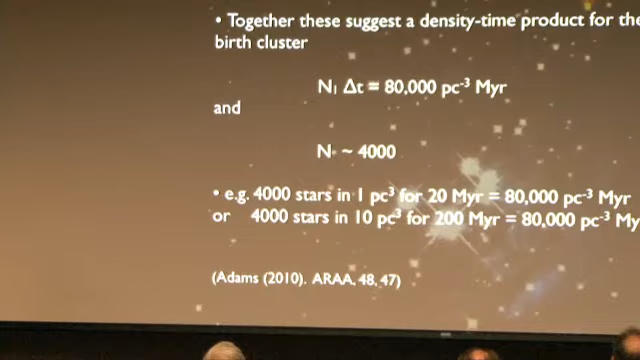 • Together these suggest a density-time product for the
birth cluster
N₁ Δt = 80,000 pc⁻³ Myr
and
N* ~ 4000
• e.g. 4000 stars in 1 pc³ for 20 Myr = 80,000 pc⁻³ Myr
or 4000 stars in 10 pc³ for 200 Myr = 80,000 pc⁻³ My
(Adams (2010). ARAA, 48, 47)